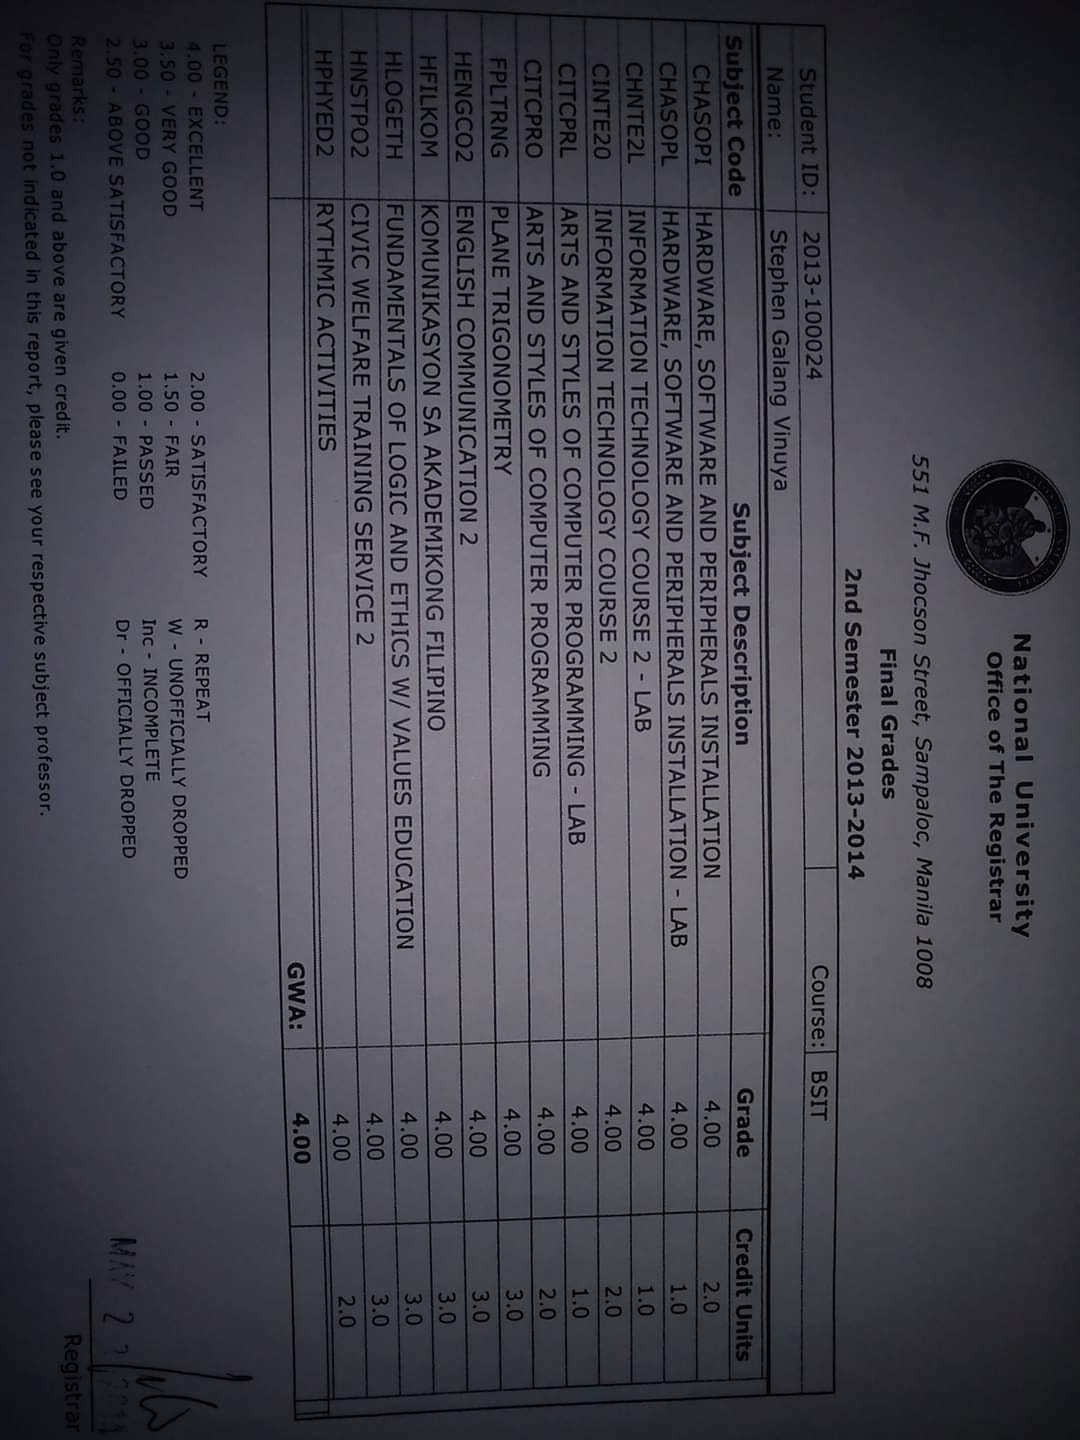 National University
Office of The Registrar
551 M.F. Jhocson Street, Sampaloc, Manila 1008
Final Grades
2nd Semester 2013-2014
Student ID: 2013-100024 Course: BSIT
Name: Stephen Galang Vinuya
Subject Code Subject Description Grade Credit Units
CHASOPI HARDWARE, SOFTWARE AND PERIPHERALS INSTALLATION 4.00 2.0
CHASOPL HARDWARE, SOFTWARE AND PERIPHERALS INSTALLATION - LAB 4.00 1.0
CHNTE2L INFORMATION TECHNOLOGY COURSE 2 - LAB 4.00 1.0
CINTE20 INFORMATION TECHNOLOGY COURSE 2 4.00 2.0
CITCPRL ARTS AND STYLES OF COMPUTER PROGRAMMING - LAB 4.00 1.0
CITCPRO ARTS AND STYLES OF COMPUTER PROGRAMMING 4.00 2.0
FPLTRNG PLANE TRIGONOMETRY 4.00 3.0
HENGCO2 ENGLISH COMMUNICATION 2 4.00 3.0
HFILKOM KOMUNIKASYON SA AKADEMIKONG FILIPINO 4.00 3.0
HLOGETH FUNDAMENTALS OF LOGIC AND ETHICS W/ VALUES EDUCATION 4.00 3.0
HNSTPO2 CIVIC WELFARE TRAINING SERVICE 2 4.00 3.0
HPHYED2 RYTHMIC ACTIVITIES 4.00 2.0
GWA: 4.00
LEGEND:
4.00 - EXCELLENT 2.00 - SATISFACTORY R - REPEAT
3.50 - VERY GOOD 1.50 - FAIR W - UNOFFICIALLY DROPPED
3.00 - GOOD 1.00 - PASSED Inc - INCOMPLETE
2.50 - ABOVE SATISFACTORY 0.00 - FAILED Dr - OFFICIALLY DROPPED
MAY
Remarks:
Registrar
Only grades 1.0 and above are given credit.
For grades not indicated in this report, please see your respective subject professor.